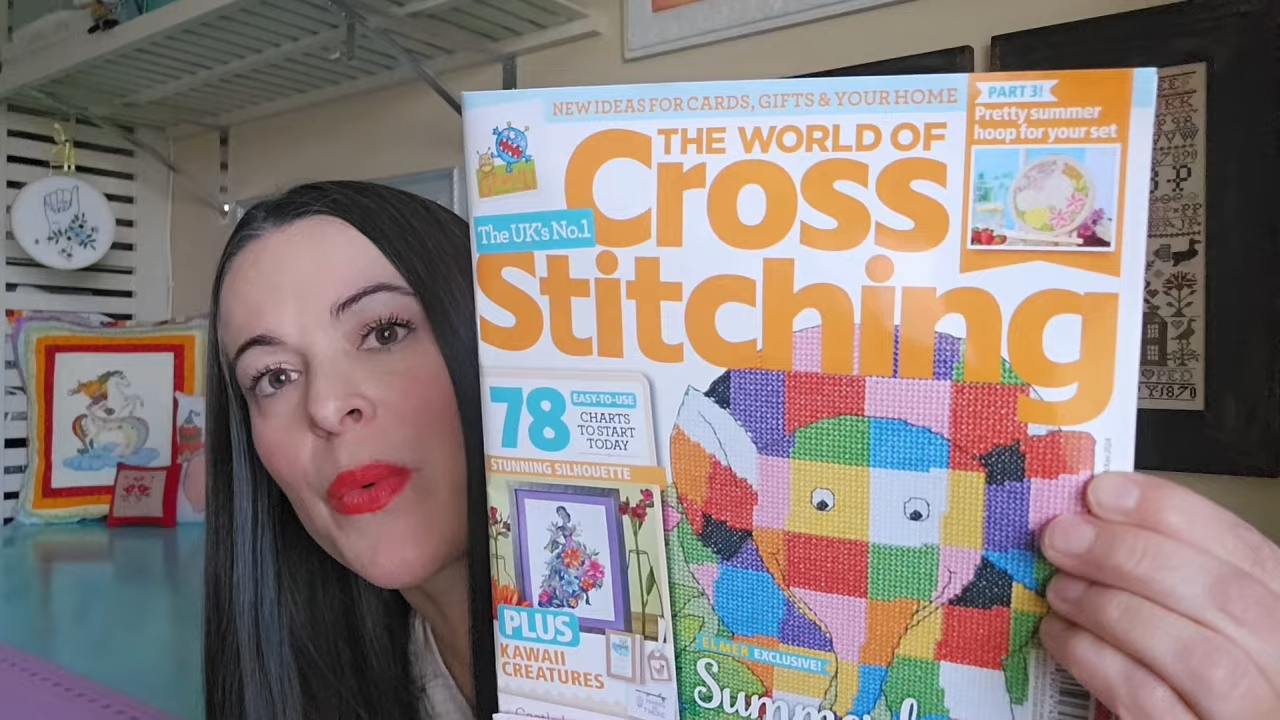 NEW IDEAS FOR CARDS, GIFTS & YOUR HOME
PART 3!
Pretty summer
hoop for your set
THE WORLD OF
Cross
Stitching
The UK's No.1
78
EASY-TO-USE
CHARTS
TO START
TODAY
STUNNING SILHOUETTE
PLUS
KAWAII
CREATURES
ELMER EXCLUSIVE!